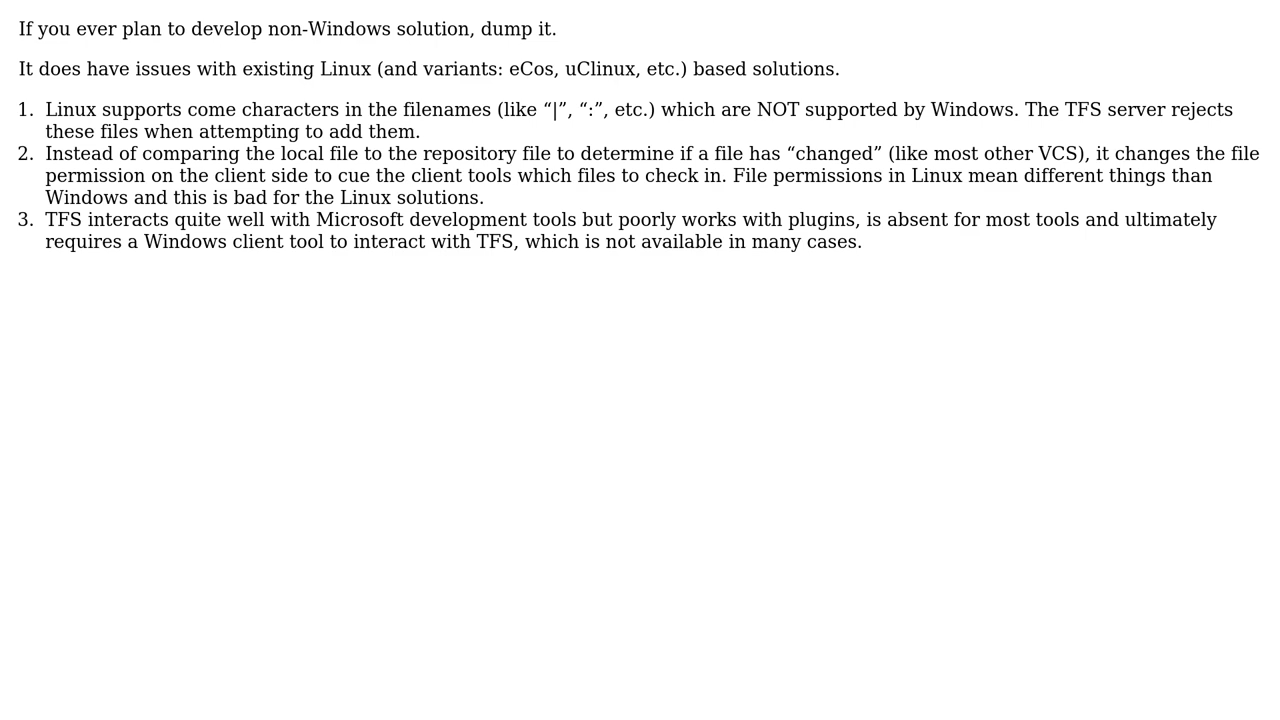 If you ever plan to develop non-Windows solution, dump it.
It does have issues with existing Linux (and variants: eCos, uClinux, etc.) based solutions.
1. Linux supports come characters in the filenames (like “|”, “:”, etc.) which are NOT supported by Windows. The TFS server rejects
these files when attempting to add them.
2. Instead of comparing the local file to the repository file to determine if a file has “changed” (like most other VCS), it changes the file
permission on the client side to cue the client tools which files to check in. File permissions in Linux mean different things than
Windows and this is bad for the Linux solutions.
3. TFS interacts quite well with Microsoft development tools but poorly works with plugins, is absent for most tools and ultimately
requires a Windows client tool to interact with TFS, which is not available in many cases.